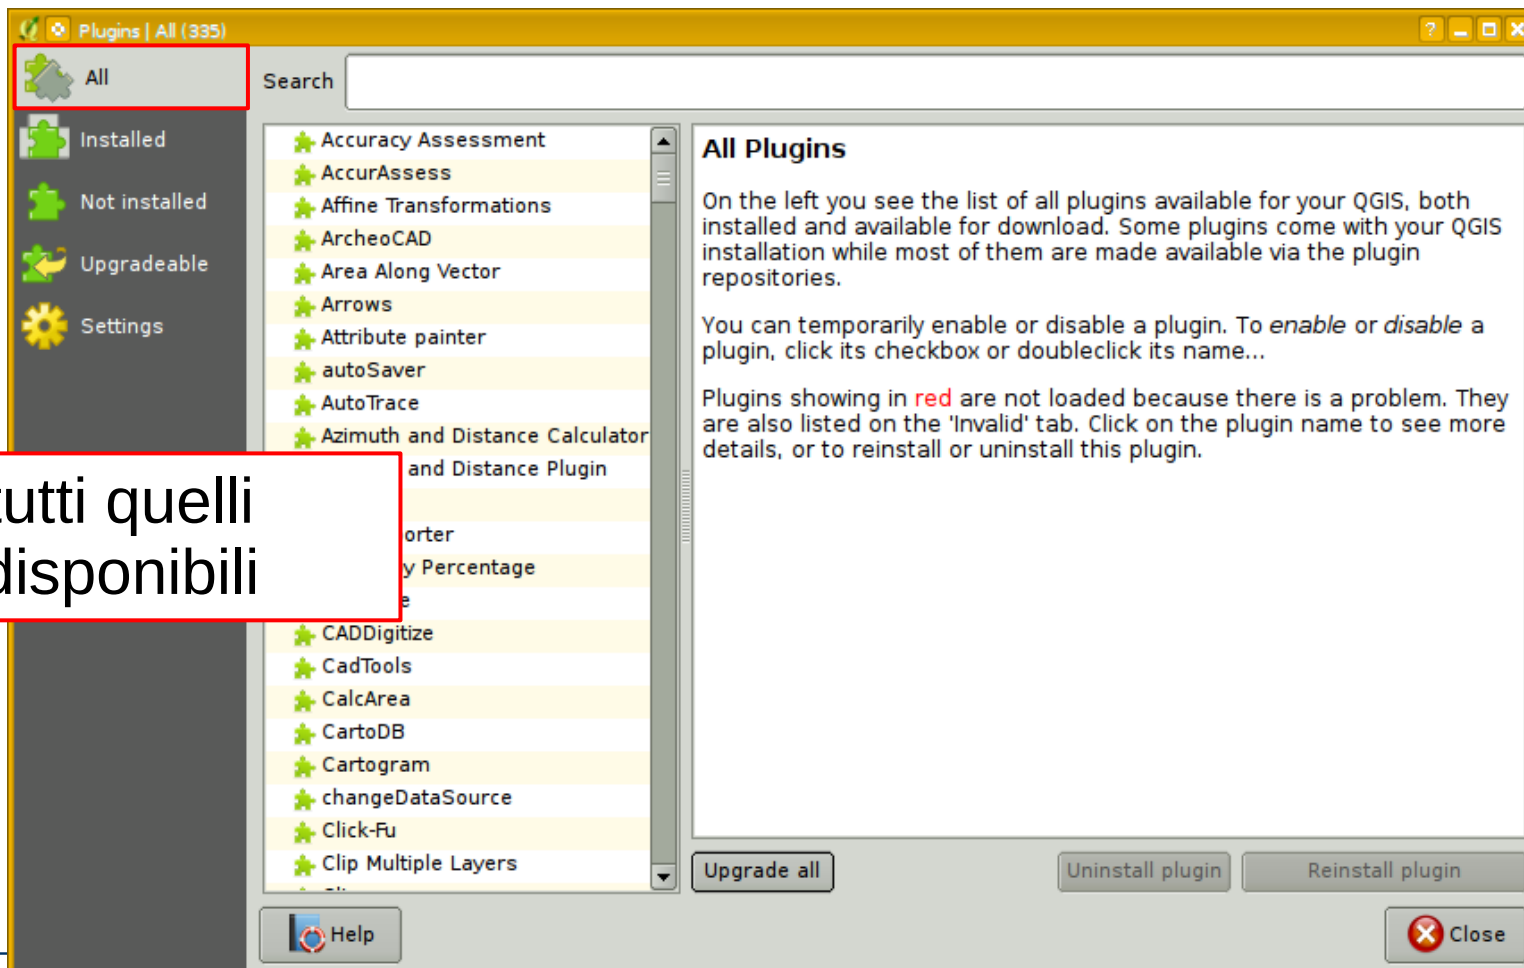 Plugins | All (335)
All
Search
Installed
Not installed
Upgradeable
Settings
Accuracy Assessment
AccurAssess
Affine Transformations
ArcheoCAD
Area Along Vector
Arrows
Attribute painter
autoSaver
AutoTrace
Azimuth and Distance Calculator
and Distance Plugin
orter
y Percentage
e
CADDigitize
CadTools
CalcArea
CartoDB
Cartogram
changeDataSource
Click-Fu
Clip Multiple Layers
tutti quelli
disponibili
All Plugins
On the left you see the list of all plugins available for your QGIS, both
installed and available for download. Some plugins come with your QGIS
installation while most of them are made available via the plugin
repositories.
You can temporarily enable or disable a plugin. To enable or disable a
plugin, click its checkbox or doubleclick its name...
Plugins showing in red are not loaded because there is a problem. They
are also listed on the 'Invalid' tab. Click on the plugin name to see more
details, or to reinstall or uninstall this plugin.
Upgrade all
Uninstall plugin
Reinstall plugin
Help
Close